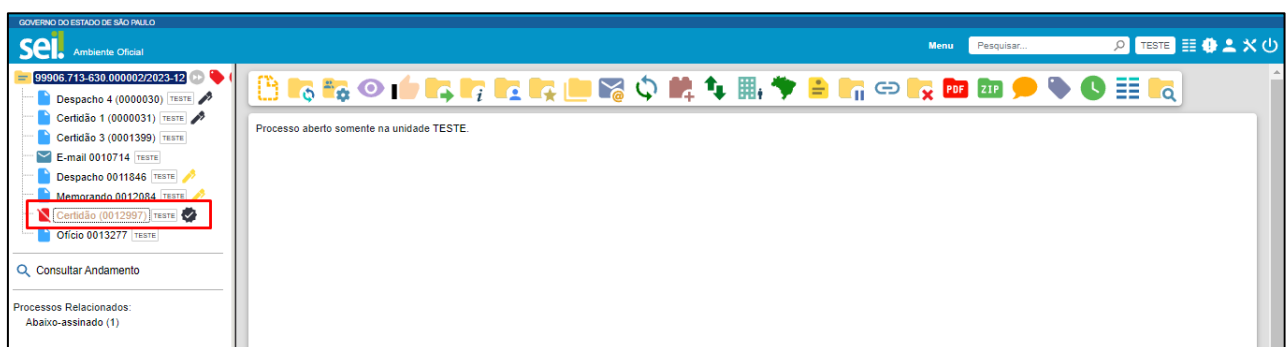 GOVERNO DO ESTADO DE SÃO PAULO
sei! Ambiente Oficial
Menu Pesquisar... TESTE
99906.713-630.000002/2023-12
Despacho 4 (0000030) TESTE
Certidão 1 (0000031) TESTE
Certidão 3 (0001399) TESTE
E-mail 0010714 TESTE
Despacho 0011846 TESTE
Memorando 0012084 TESTE
Certidão (0012997) TESTE
Ofício 0013277 TESTE
Consultar Andamento
Processos Relacionados:
Abaixo-assinado (1)
PDF ZIP
Processo aberto somente na unidade TESTE.